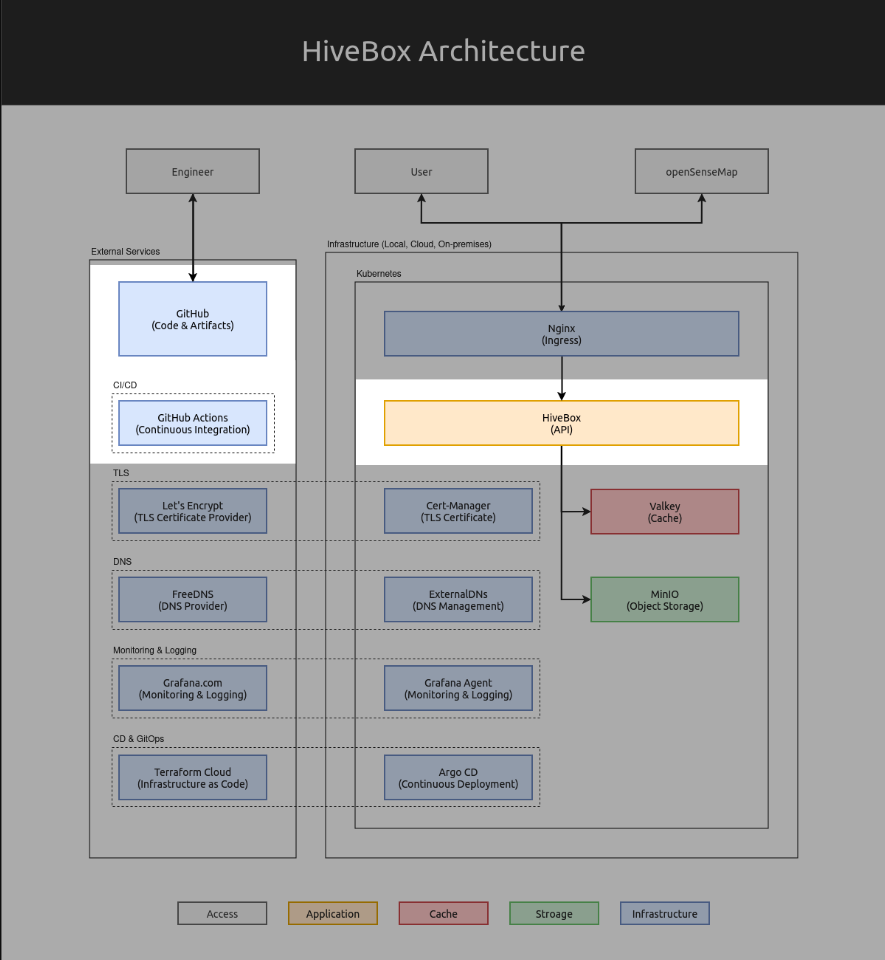 HiveBox Architecture
Engineer
User
openSenseMap
External Services
Infrastructure (Local, Cloud, On-premises)
Kubernetes
GitHub
(Code & Artifacts)
Nginx
(Ingress)
CI/CD
GitHub Actions
(Continuous Integration)
HiveBox
(API)
TLS
Let's Encrypt
(TLS Certificate Provider)
Cert-Manager
(TLS Certificate)
Valkey
(Cache)
DNS
FreeDNS
(DNS Provider)
ExternalDNs
(DNS Management)
MinIO
(Object Storage)
Monitoring & Logging
Grafana.com
(Monitoring & Logging)
Grafana Agent
(Monitoring & Logging)
CD & GitOps
Terraform Cloud
(Infrastructure as Code)
Argo CD
(Continuous Deployment)
Access
Application
Cache
Stroage
Infrastructure